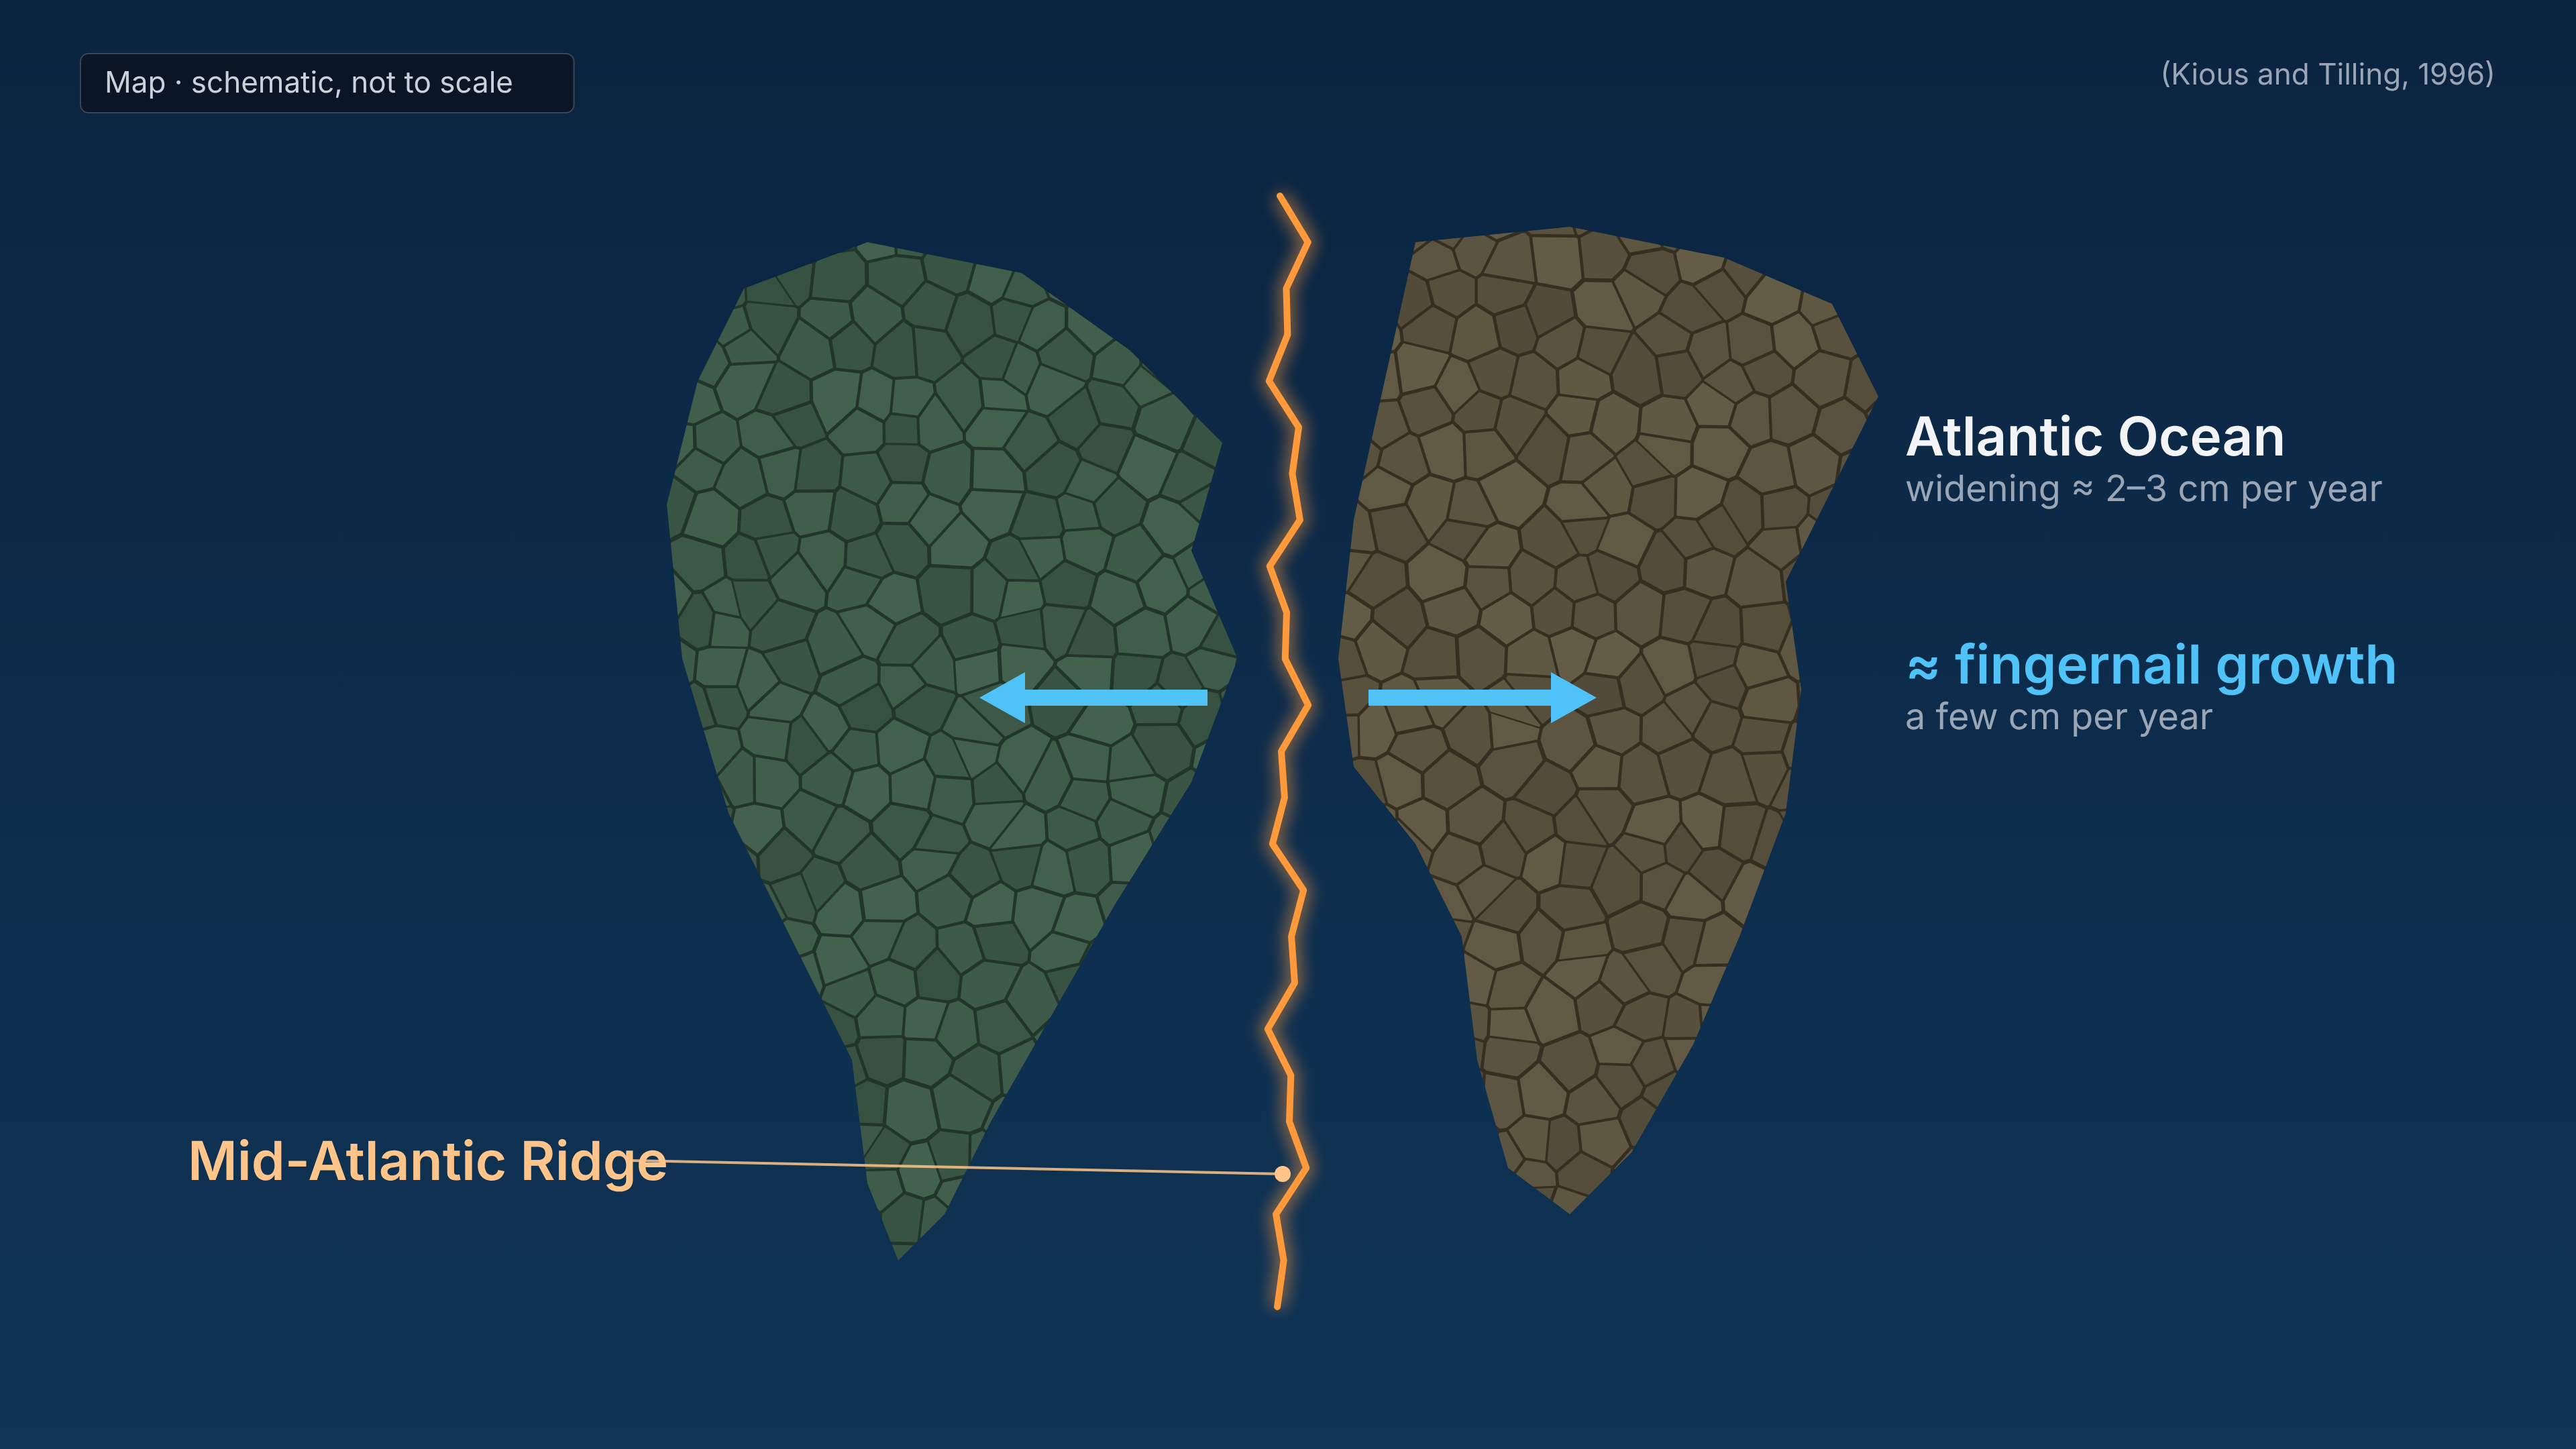 Map · schematic, not to scale
(Kious and Tilling, 1996)
Atlantic Ocean
widening ≈ 2–3 cm per year
≈ fingernail growth
a few cm per year
Mid-Atlantic Ridge